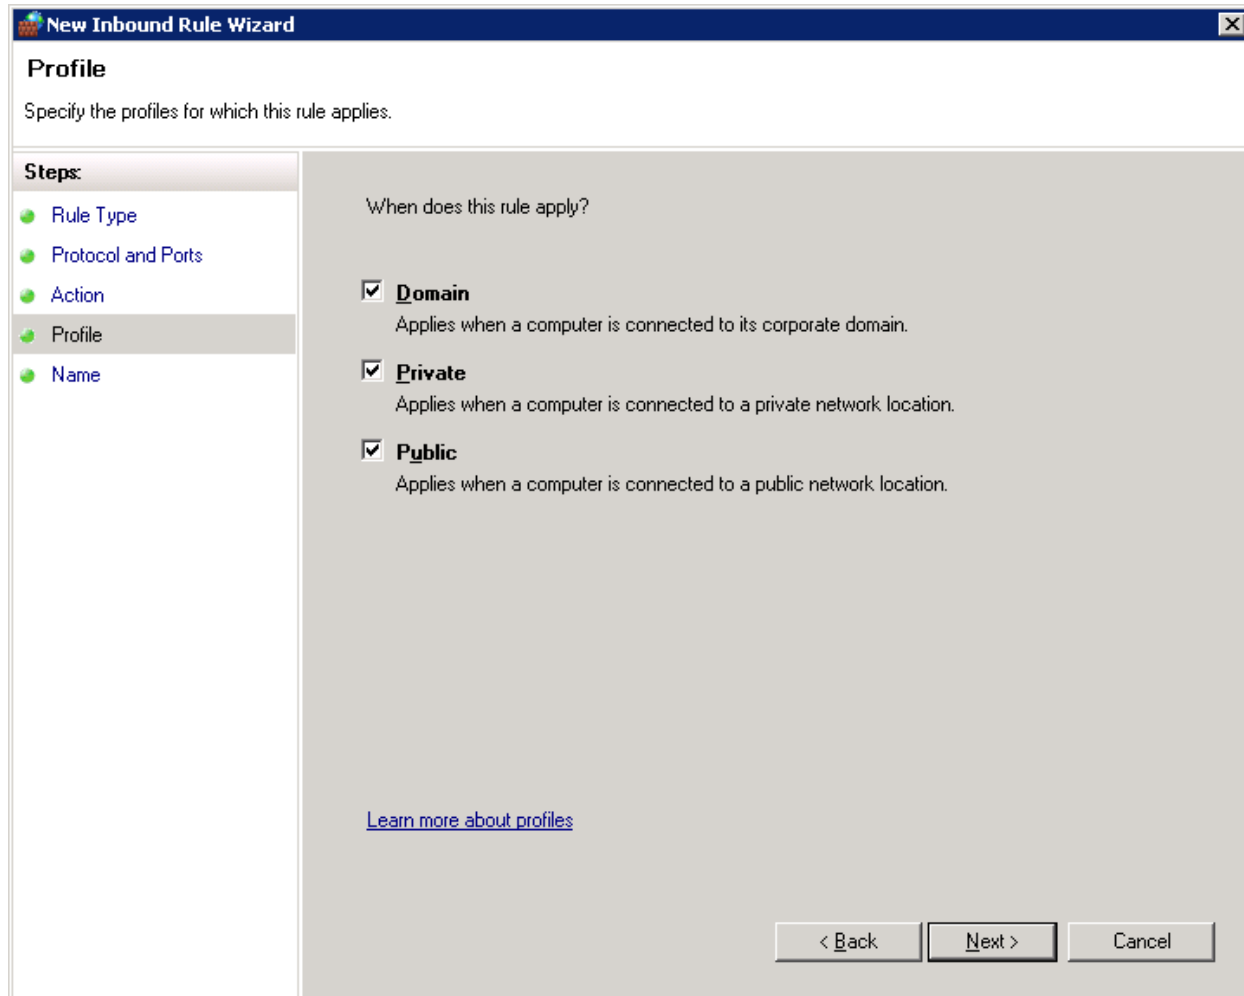 New Inbound Rule Wizard
Profile
Specify the profiles for which this rule applies.
Steps:
Rule Type
Protocol and Ports
Action
Profile
Name
When does this rule apply?
Domain
Applies when a computer is connected to its corporate domain.
Private
Applies when a computer is connected to a private network location.
Public
Applies when a computer is connected to a public network location.
Learn more about profiles
< Back
Next >
Cancel